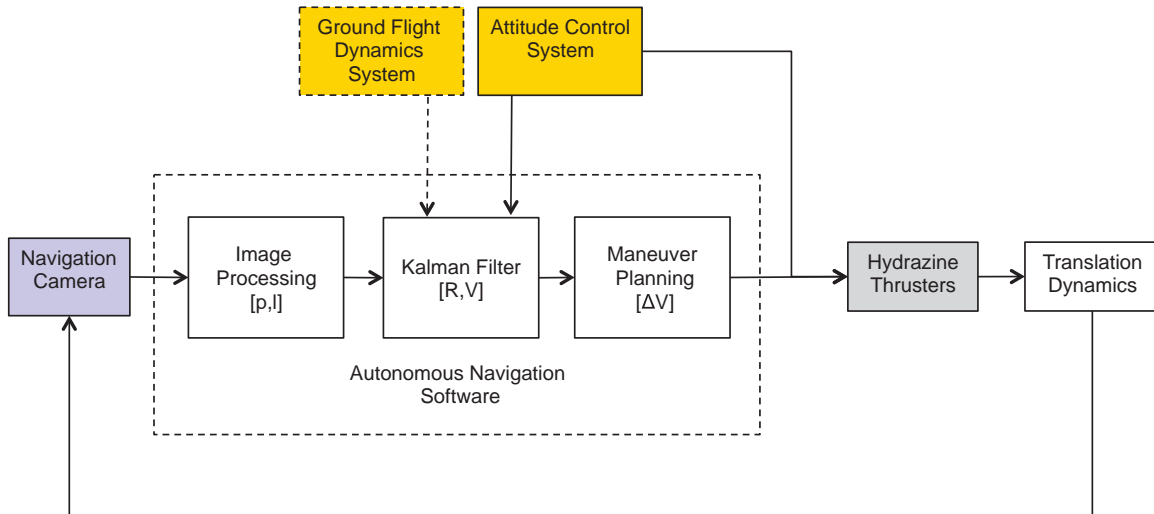 Ground Flight
Dynamics
System
Attitude Control
System
Navigation
Camera
Image
Processing
[p,l]
Kalman Filter
[R,V]
Maneuver
Planning
[ΔV]
Hydrazine
Thrusters
Translation
Dynamics
Autonomous Navigation
Software